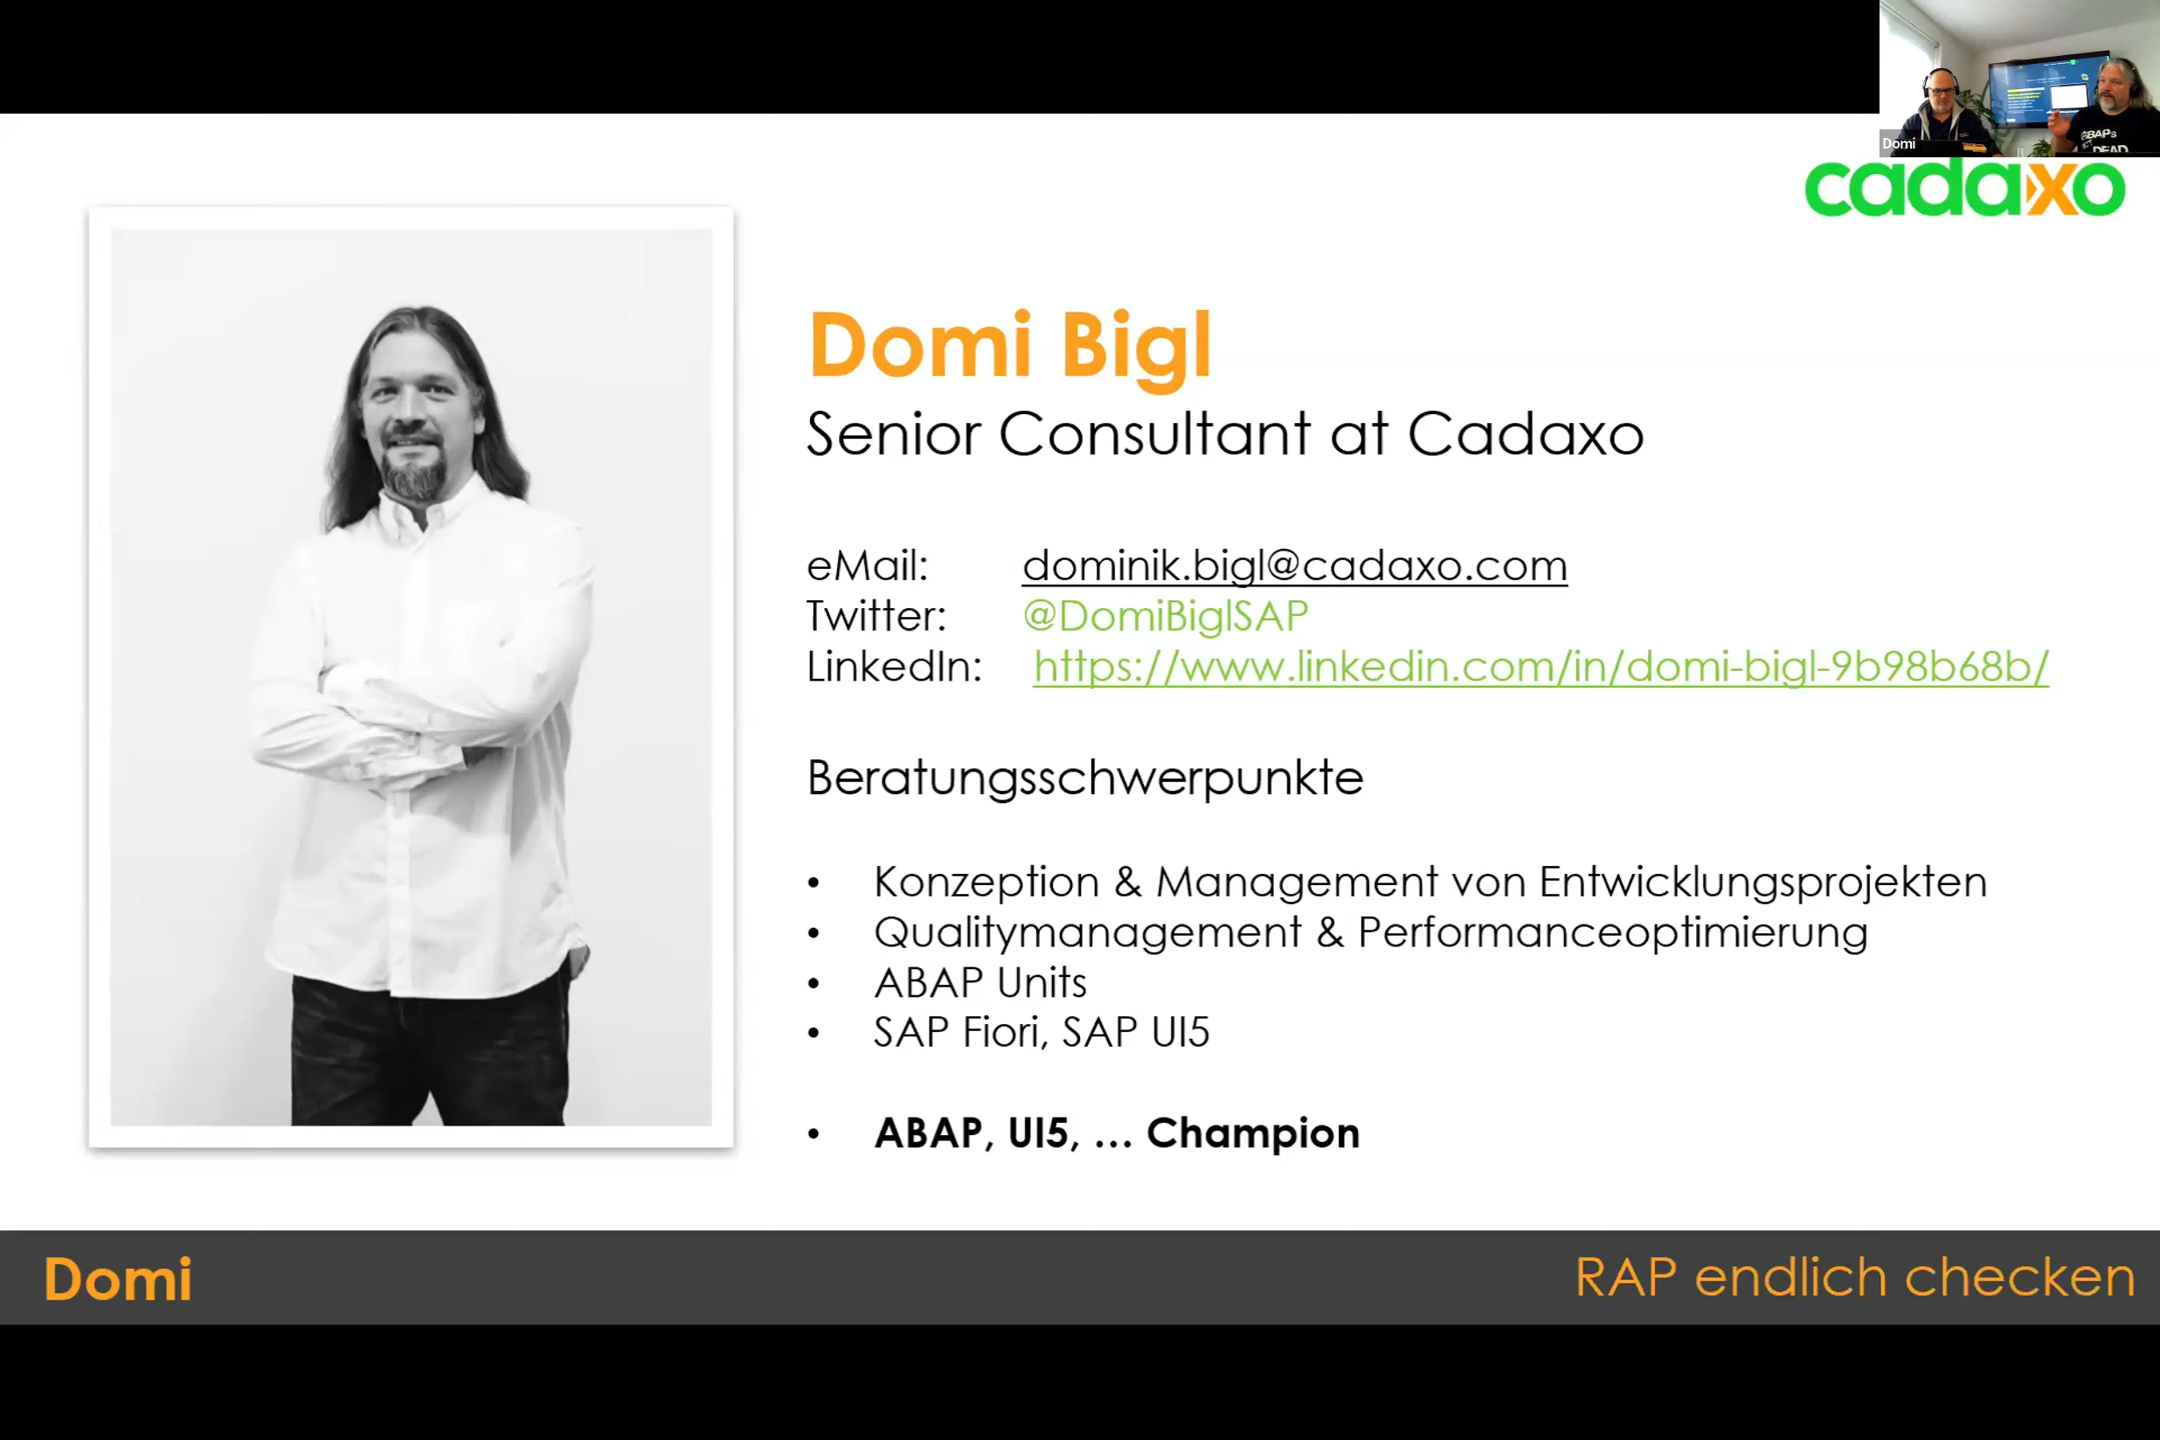 Domi
ABAP's
DEAD
cadaxo
Domi Bigl
Senior Consultant at Cadaxo
eMail: dominik.bigl@cadaxo.com
Twitter: @DomiBiglSAP
LinkedIn: https://www.linkedin.com/in/domi-bigl-9b98b68b/
Beratungsschwerpunkte
• Konzeption & Management von Entwicklungsprojekten
• Qualitymanagement & Performanceoptimierung
• ABAP Units
• SAP Fiori, SAP UI5
• ABAP, UI5, ... Champion
Domi
RAP endlich checken